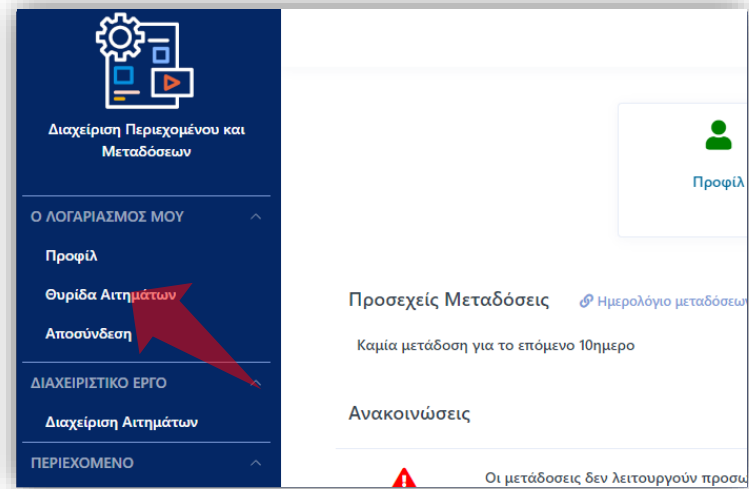 Διαχείριση Περιεχομένου και
Μεταδόσεων
Ο ΛΟΓΑΡΙΑΣΜΟΣ ΜΟΥ
Προφίλ
Θυρίδα Αιτημάτων
Αποσύνδεση
ΔΙΑΧΕΙΡΙΣΤΙΚΟ ΕΡΓΟ
Διαχείριση Αιτημάτων
ΠΕΡΙΕΧΟΜΕΝΟ
Προφίλ
Προσεχείς Μεταδόσεις Ημερολόγιο μεταδόσεων
Καμία μετάδοση για το επόμενο 10ημερο
Ανακοινώσεις
Οι μετάδοσεις δεν λειτουργούν